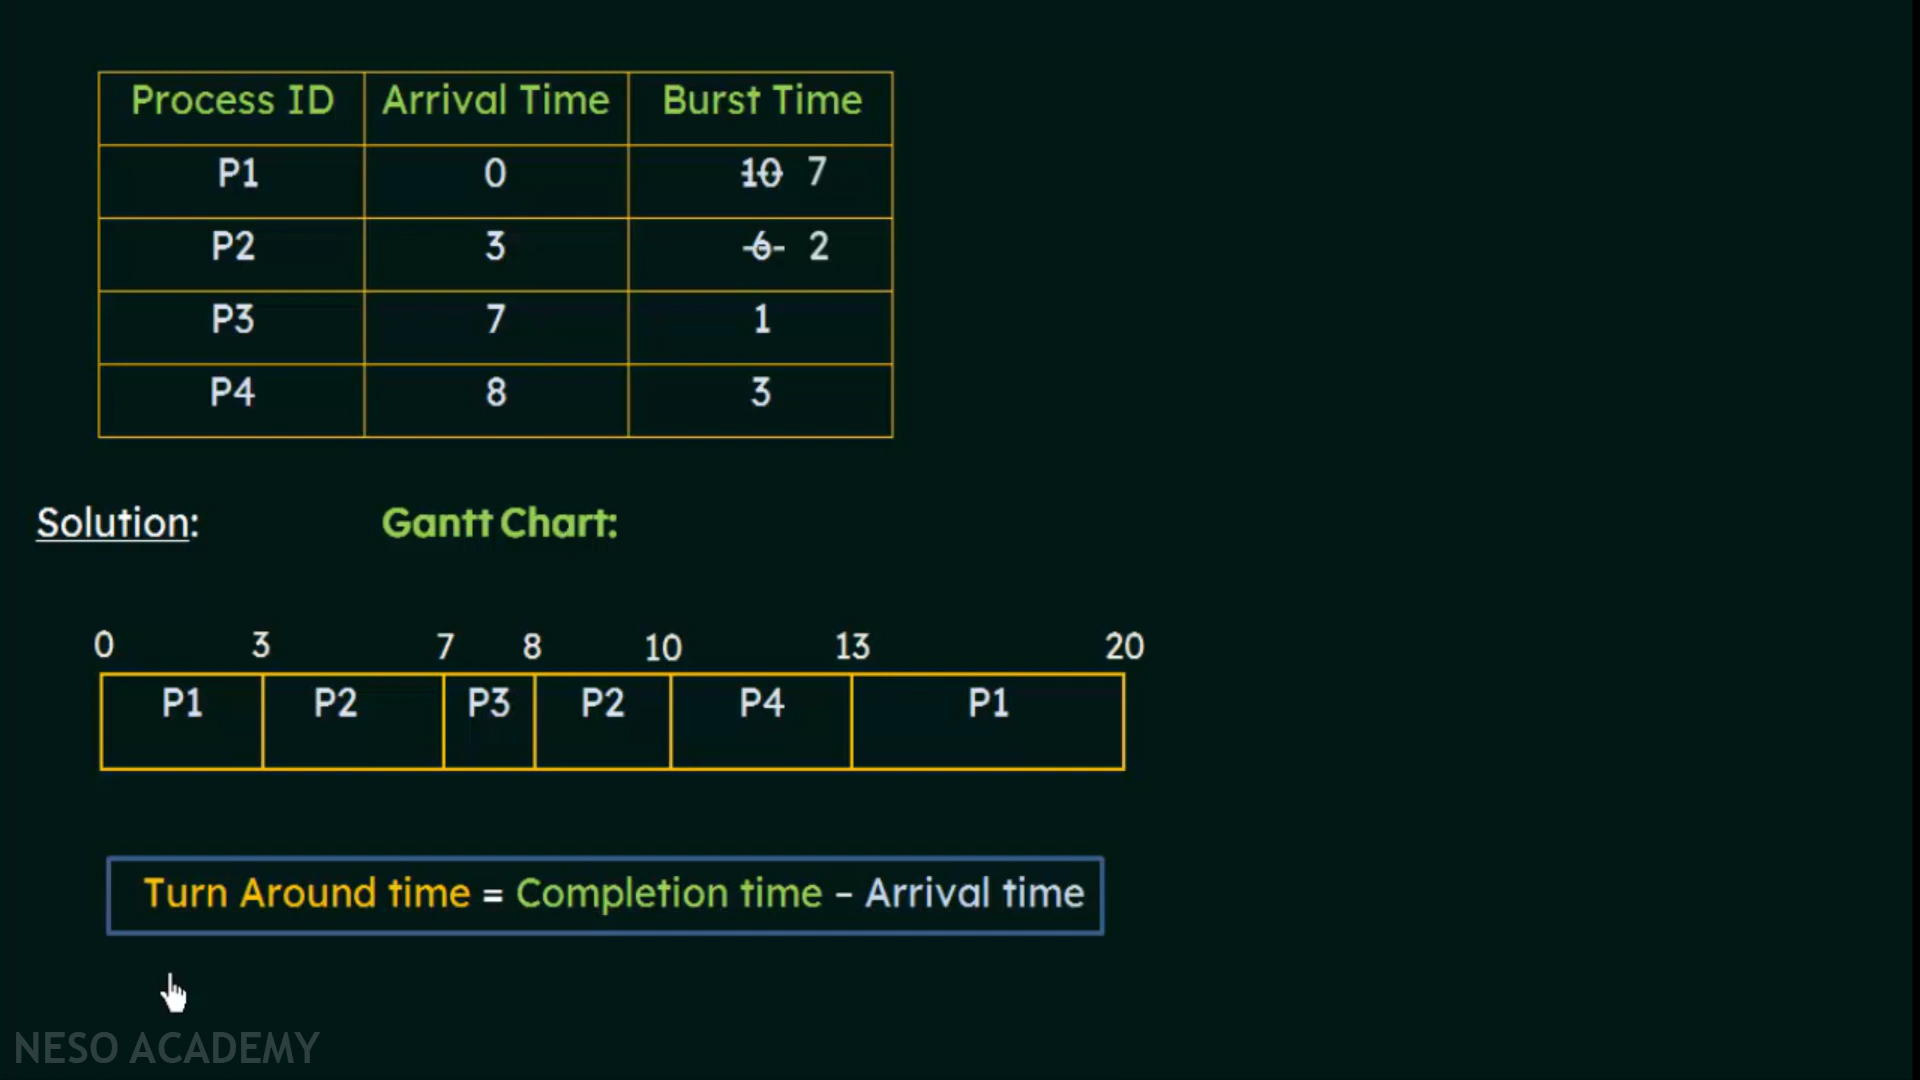 Process ID Arrival Time Burst Time
P1 0 10 7
P2 3 6 2
P3 7 1
P4 8 3
Solution: Gantt Chart:
0 3 7 8 10 13 20
P1 P2 P3 P2 P4 P1
Turn Around time = Completion time – Arrival time
NESO ACADEMY